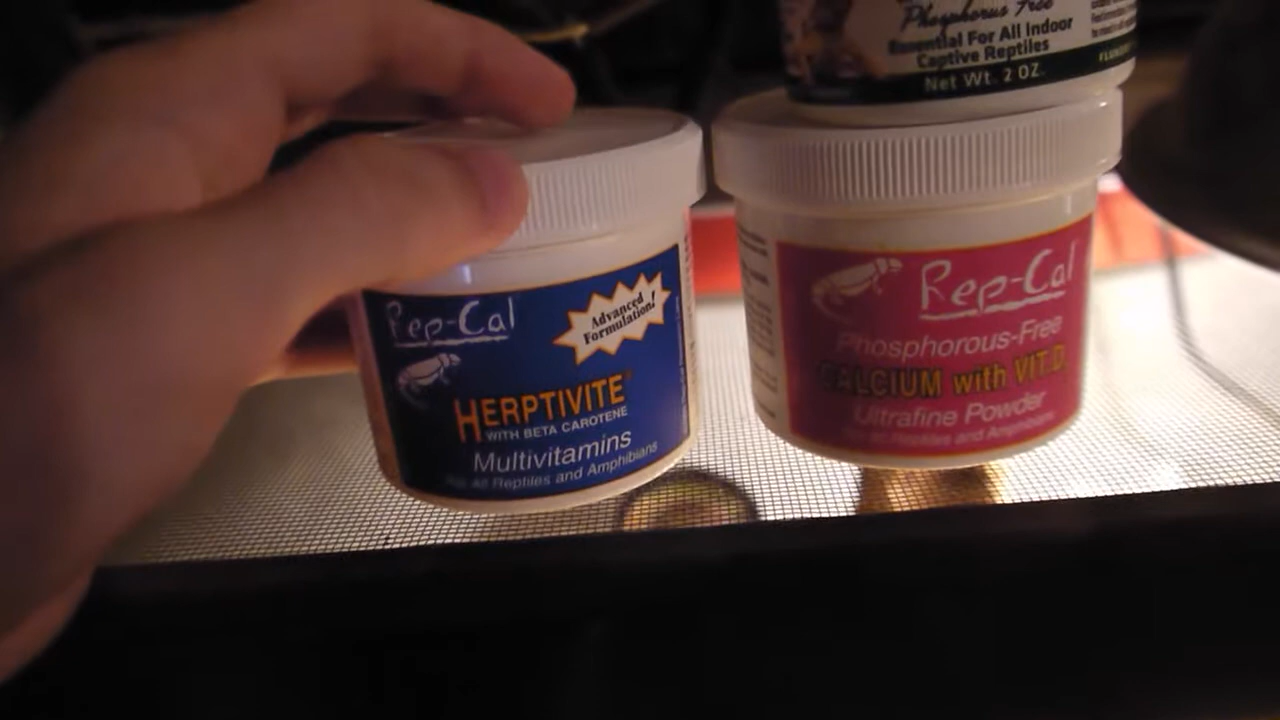 Phosphorus Free
Essential For All Indoor
Captive Reptiles
Net Wt. 2 OZ.
Rep-Cal
Advanced
Formulation!
HERPTIVITE
WITH BETA CAROTENE
Multivitamins
For All Reptiles and Amphibians
Rep-Cal
Phosphorous-Free
CALCIUM with VIT.D
Ultrafine Powder
For All Reptiles and Amphibians